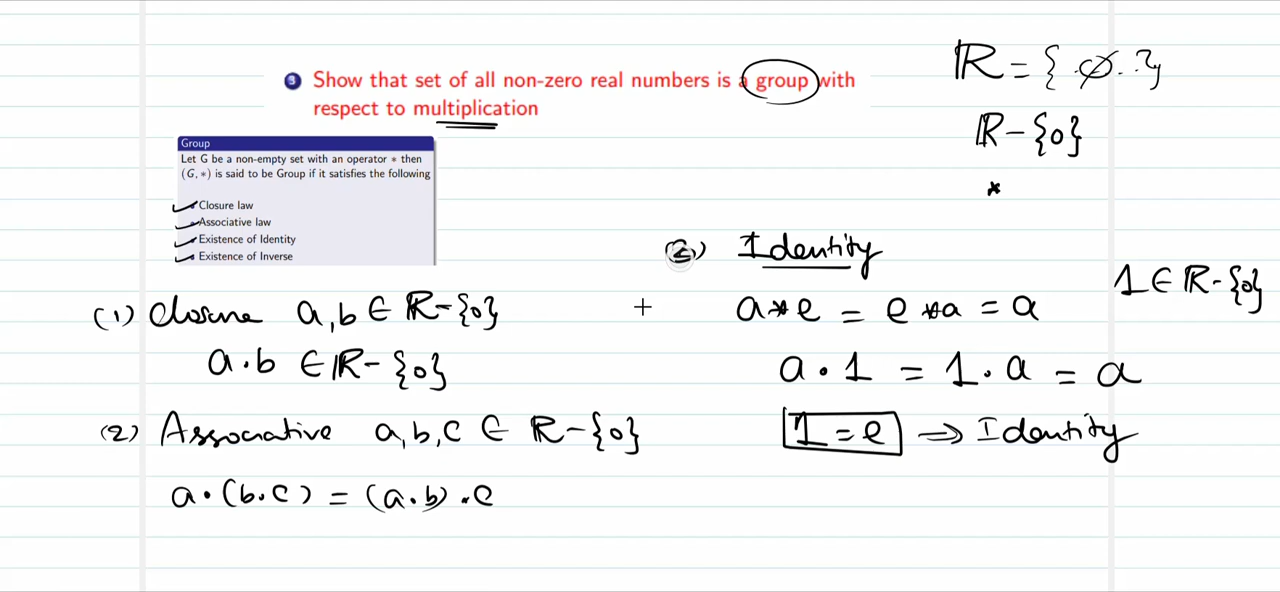 3 Show that set of all non-zero real numbers is a group with
respect to multiplication
Group
Let G be a non-empty set with an operator * then
(G, *) is said to be Group if it satisfies the following
Closure law
Associative law
Existence of Identity
Existence of Inverse
ℝ = { . 0 . . }
ℝ - {0}
*
(1) Closure a, b ∈ ℝ - {0}
a · b ∈ ℝ - {0}
(2) Associative a, b, c ∈ ℝ - {0}
a · (b · c) = (a · b) · c
Identity
a * e = e * a = a
1 ∈ ℝ - {0}
a · 1 = 1 · a = a
1 = e ⇒ Identity